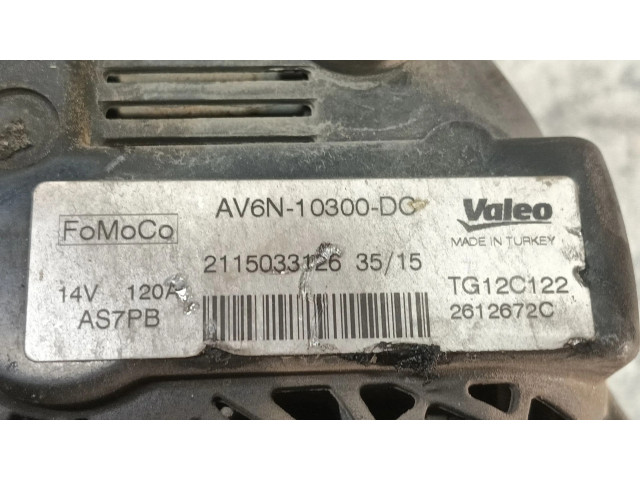 AV6N-10300-DC
FoMoCo
Valeo
MADE IN TURKEY
2115033126 35/15
14V 120A
TG12C122
AS7PB
2612672C